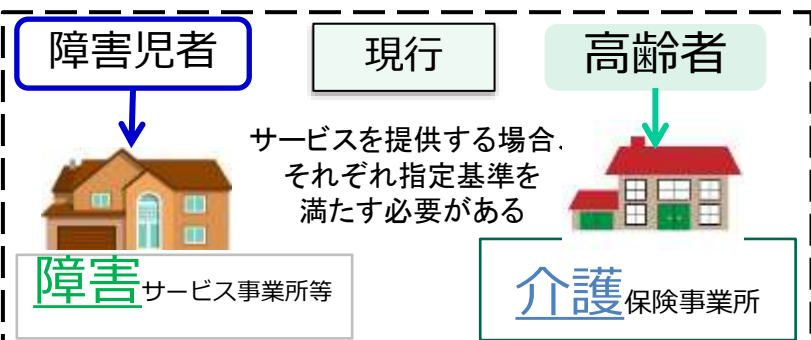 障害児者
現行
高齢者
サービスを提供する場合、
それぞれ指定基準を
満たす必要がある
障害サービス事業所等
介護保険事業所